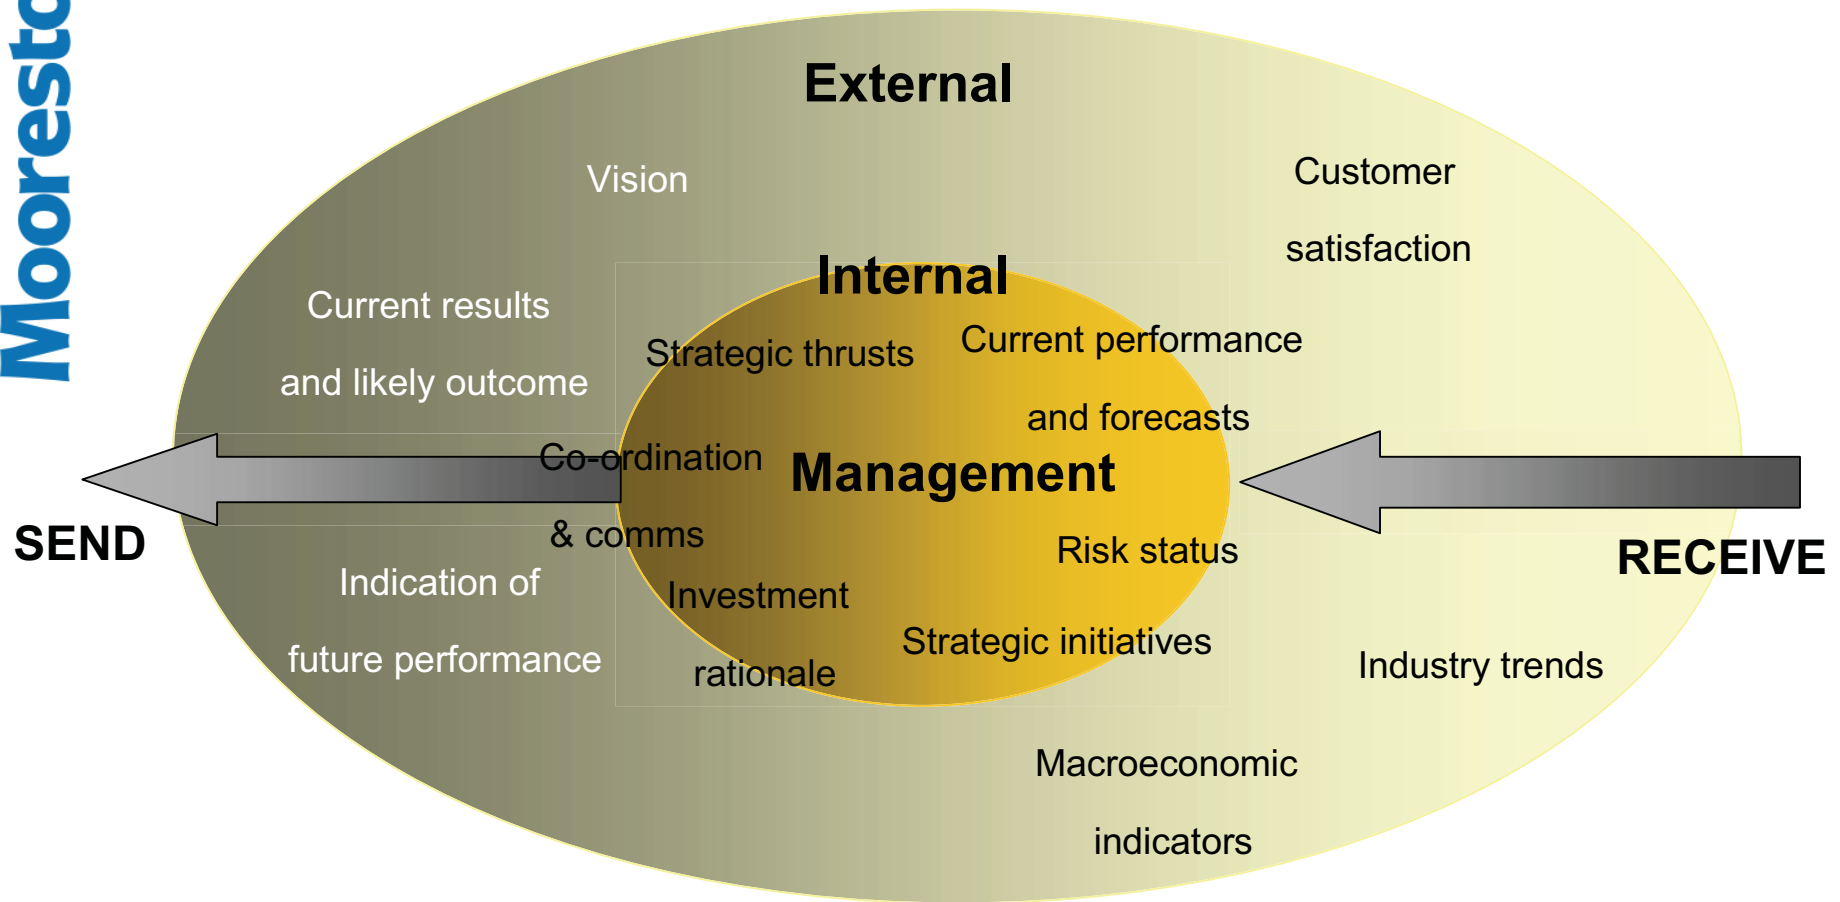 External
Vision
Customer
satisfaction
Internal
Current results
and likely outcome
Strategic thrusts
Current performance
and forecasts
Co-ordination
& comms
Management
SEND
RECEIVE
Indication of
future performance
Investment
rationale
Risk status
Strategic initiatives
Industry trends
Macroeconomic
indicators